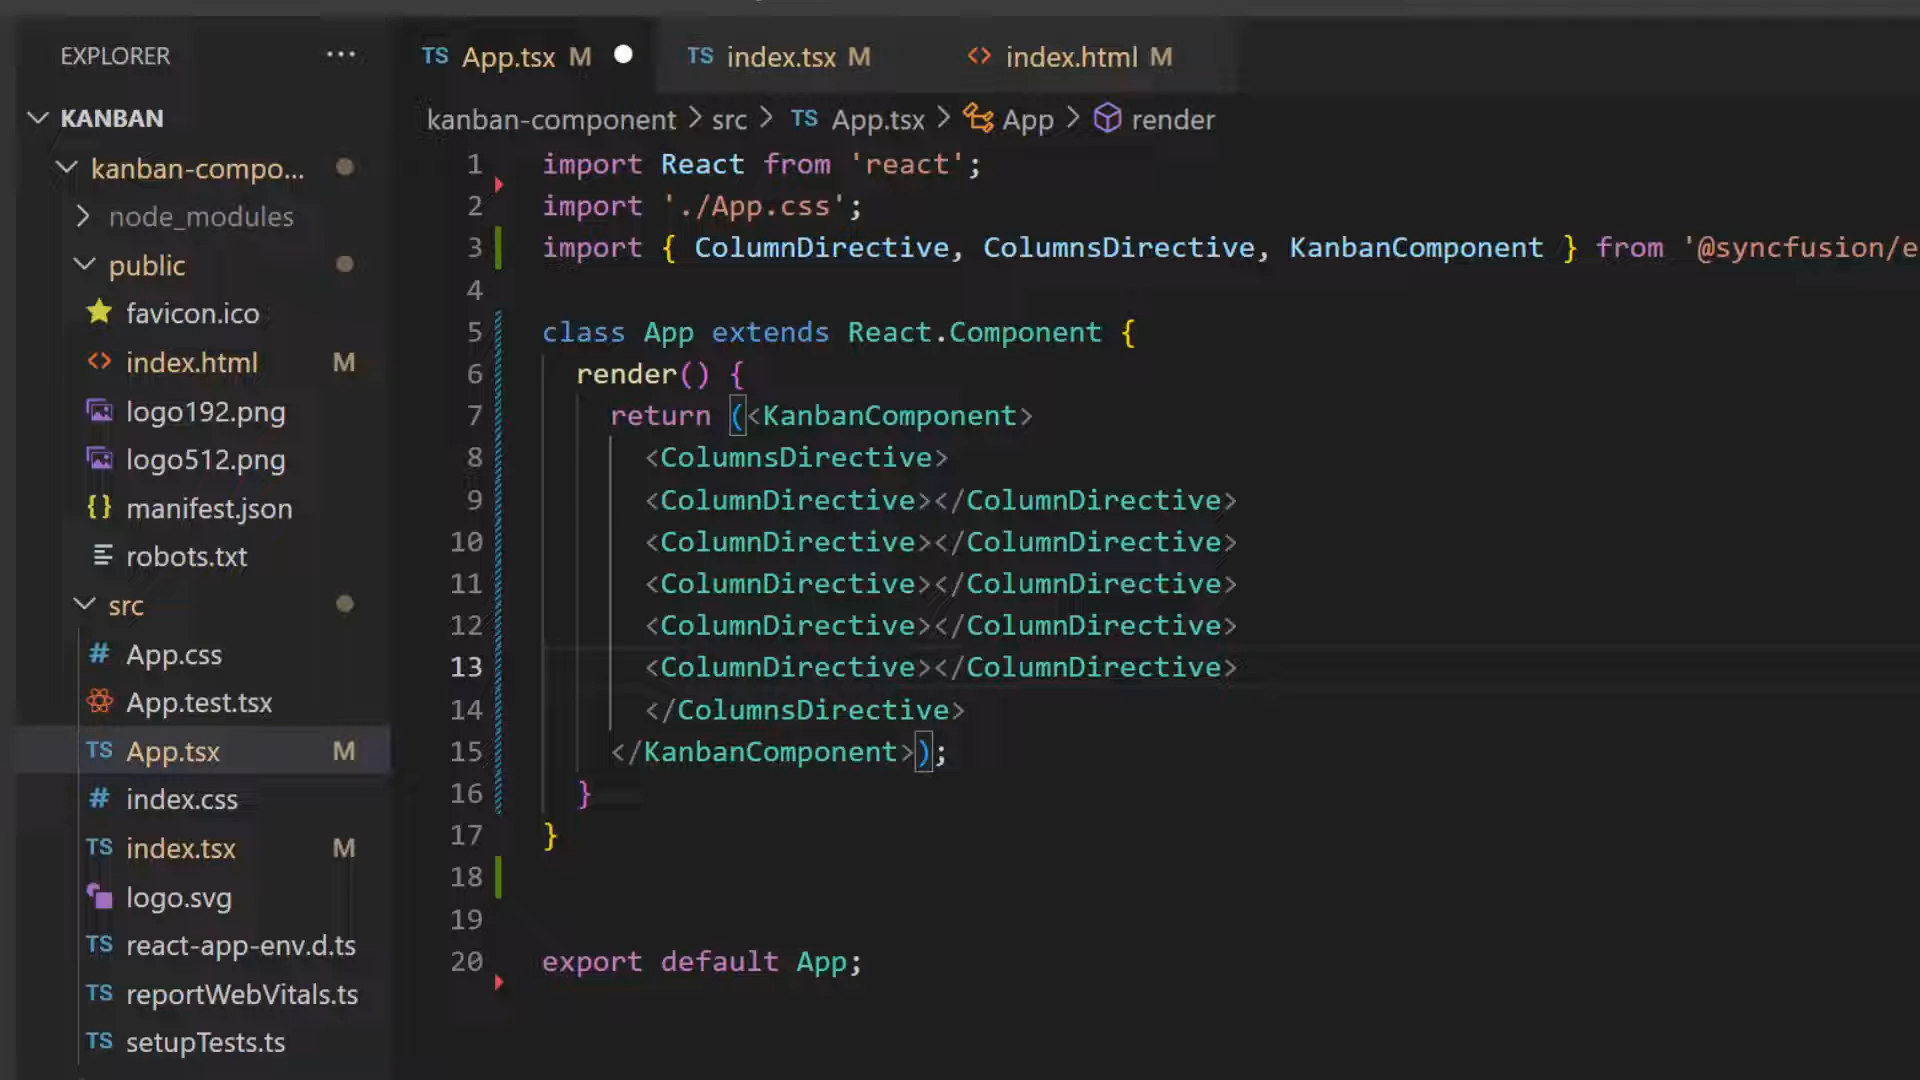 EXPLORER ...
KANBAN
kanban-compo...
node_modules
public
favicon.ico
index.html M
logo192.png
logo512.png
{} manifest.json
robots.txt
src
# App.css
App.test.tsx
TS App.tsx M
# index.css
TS index.tsx M
logo.svg
TS react-app-env.d.ts
TS reportWebVitals.ts
TS setupTests.ts
TS App.tsx M
TS index.tsx M
<> index.html M
kanban-component > src > TS App.tsx > App > render
1 import React from 'react';
2 import './App.css';
3 import { ColumnDirective, ColumnsDirective, KanbanComponent } from '@syncfusion/e
4
5 class App extends React.Component {
6 render() {
7 return (<KanbanComponent>
8 <ColumnsDirective>
9 <ColumnDirective></ColumnDirective>
10 <ColumnDirective></ColumnDirective>
11 <ColumnDirective></ColumnDirective>
12 <ColumnDirective></ColumnDirective>
13 <ColumnDirective></ColumnDirective>
14 </ColumnsDirective>
15 </KanbanComponent>);
16 }
17 }
18
19
20 export default App;